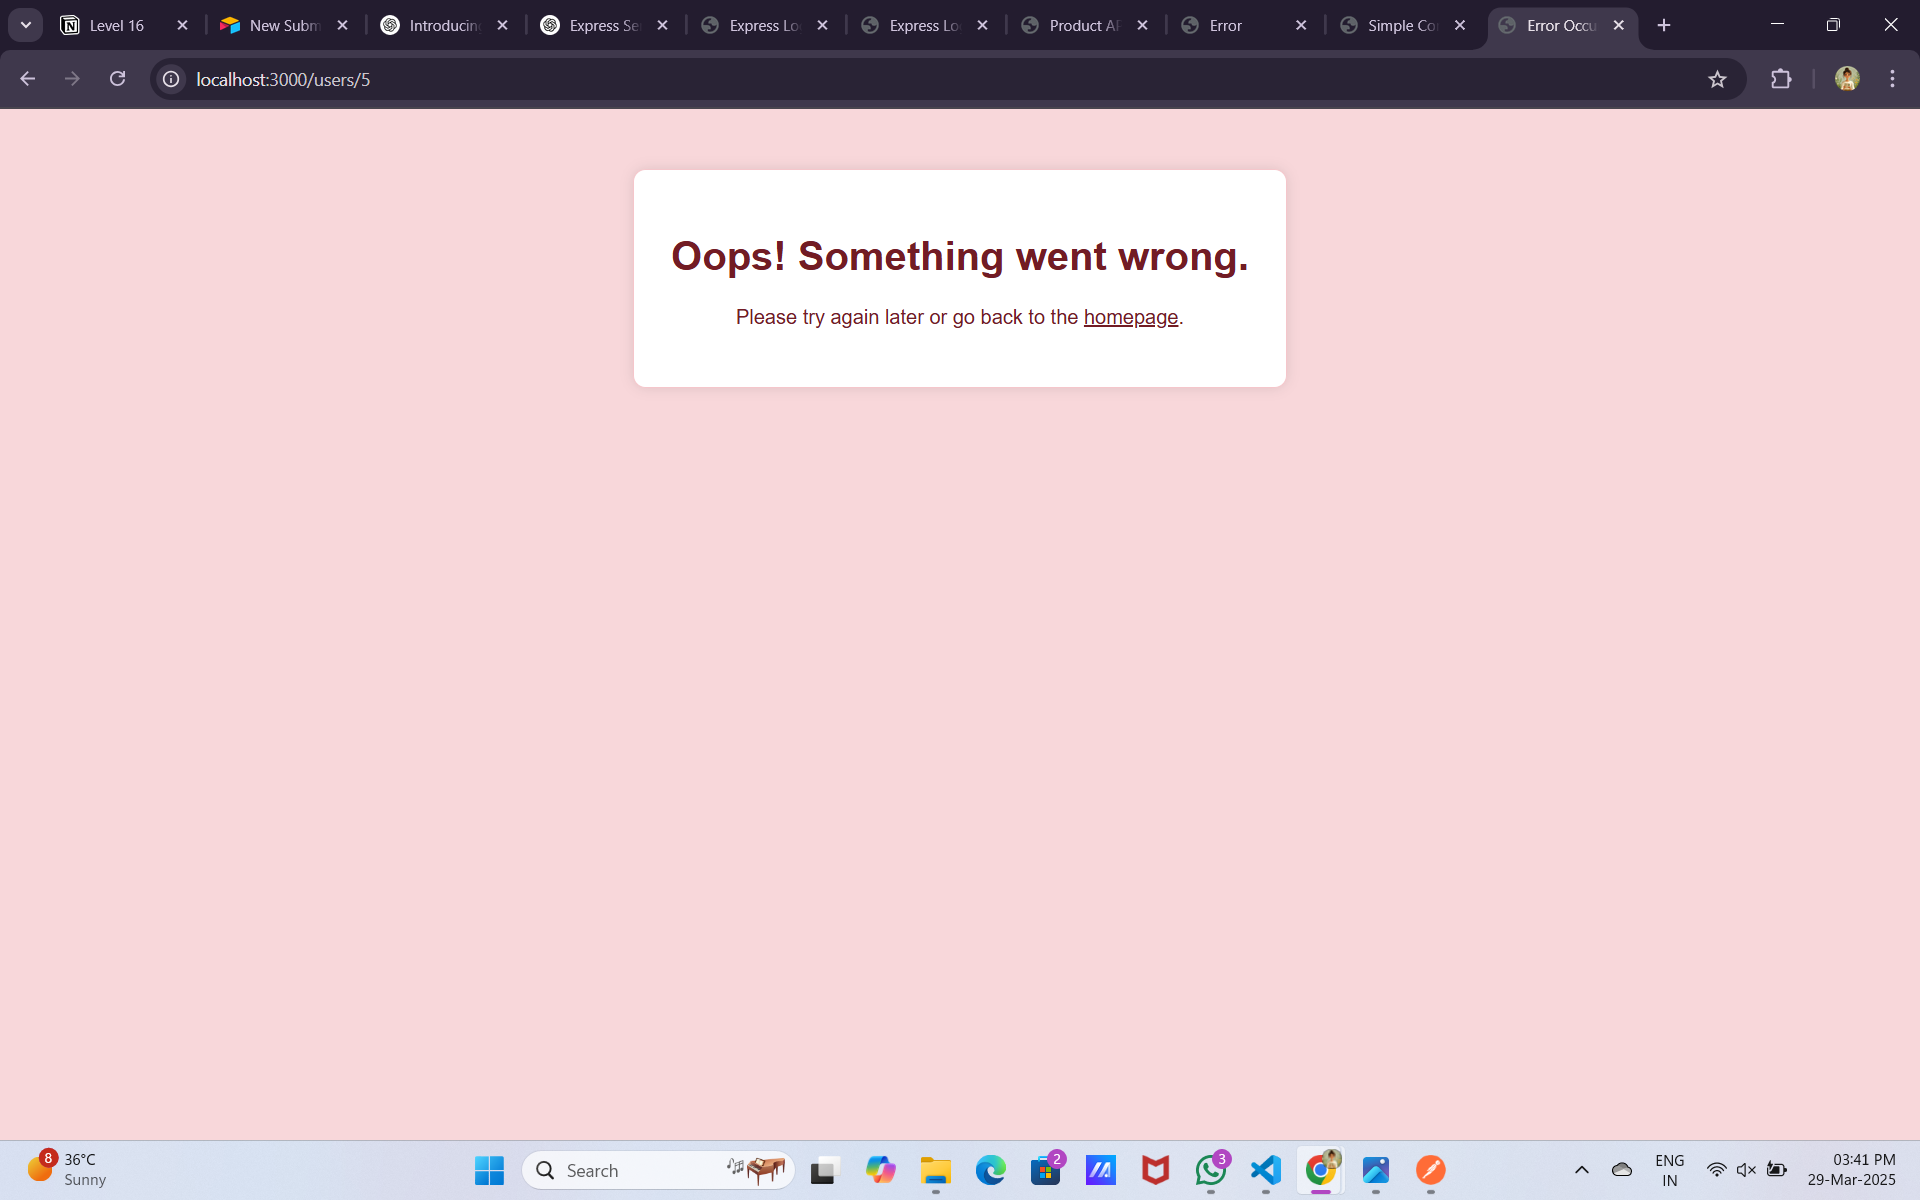 Level 16
New Subm
Introducing
Express Se
Express Lo
Express Lo
Product AP
Error
Simple Co
Error Occu
localhost:3000/users/5
Oops! Something went wrong.
Please try again later or go back to the homepage.
8
36°C
Sunny
Search
2
3
ENG
IN
03:41 PM
29-Mar-2025